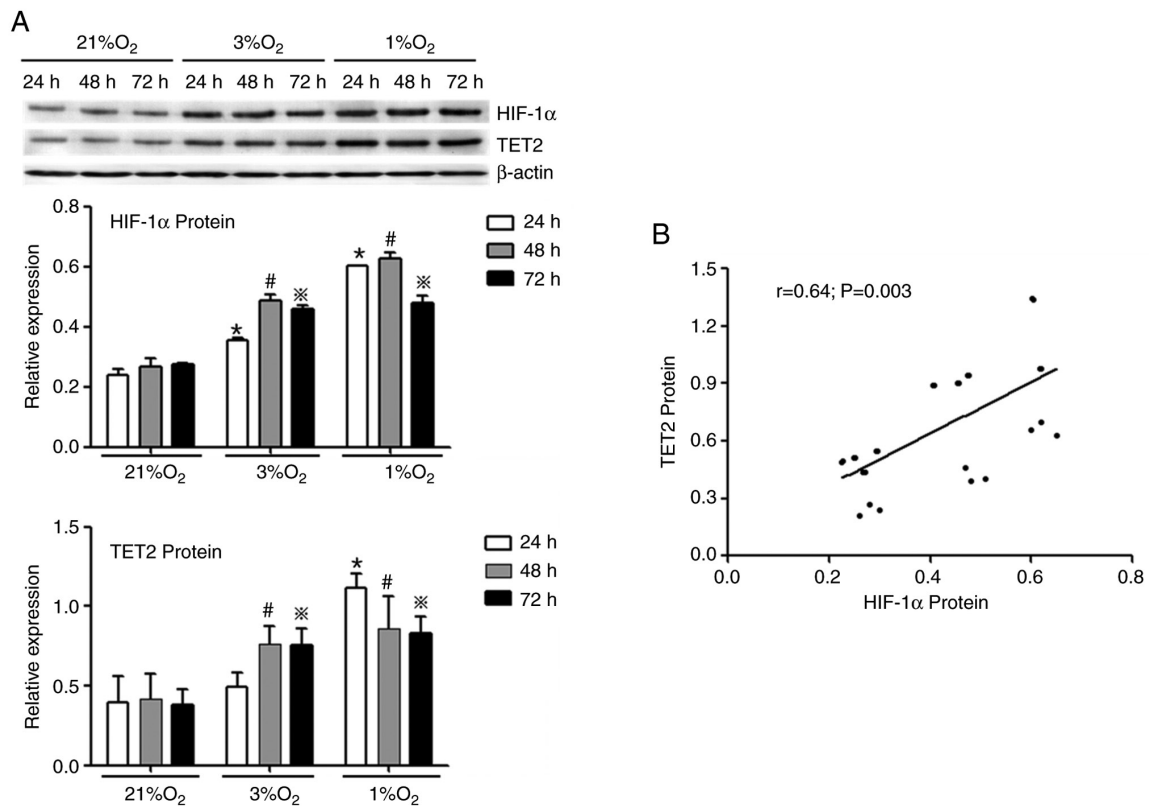 A
21%O₂ 3%O₂ 1%O₂
24 h 48 h 72 h 24 h 48 h 72 h 24 h 48 h 72 h
HIF-1α
TET2
β-actin
HIF-1α Protein
Relative expression
0.8
0.6
0.4
0.2
0.0
* # ※ * # ※
24 h
48 h
72 h
21%O₂ 3%O₂ 1%O₂
TET2 Protein
Relative expression
1.5
1.0
0.5
0.0
# ※ * # ※
24 h
48 h
72 h
21%O₂ 3%O₂ 1%O₂
B
r=0.64; P=0.003
TET2 Protein
1.5
1.2
0.9
0.6
0.3
0.0
0.0 0.2 0.4 0.6 0.8
HIF-1α Protein